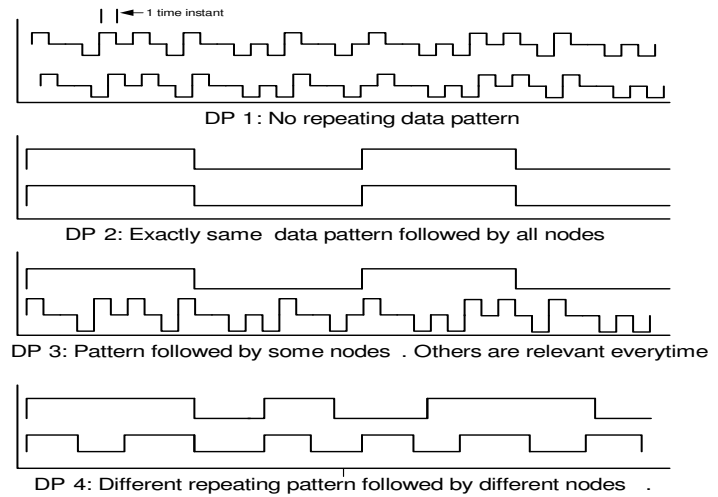 1 time instant
DP 1: No repeating data pattern
DP 2: Exactly same data pattern followed by all nodes
DP 3: Pattern followed by some nodes . Others are relevant everytime
DP 4: Different repeating pattern followed by different nodes .